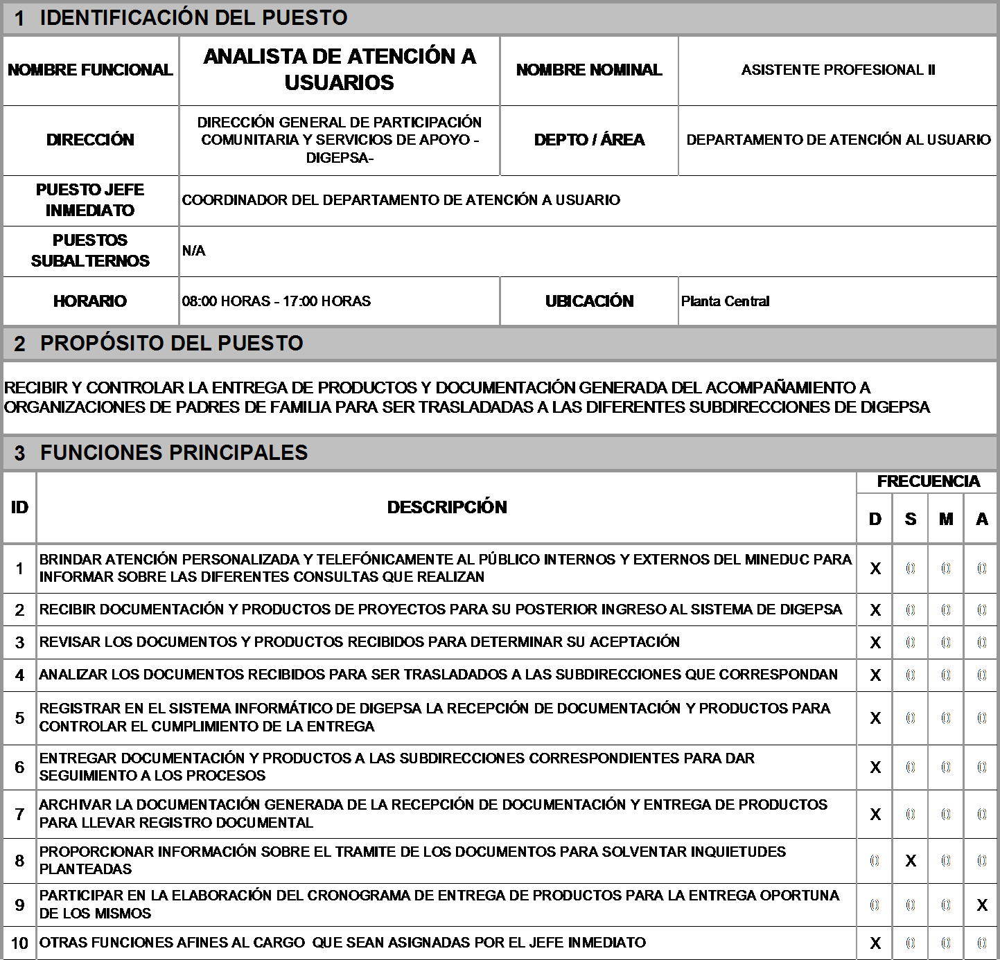 1 IDENTIFICACIÓN DEL PUESTO
NOMBRE FUNCIONAL
ANALISTA DE ATENCIÓN A
USUARIOS
NOMBRE NOMINAL
ASISTENTE PROFESIONAL II
DIRECCIÓN
DIRECCIÓN GENERAL DE PARTICIPACIÓN
COMUNITARIA Y SERVICIOS DE APOYO -
DIGEPSA-
DEPTO / ÁREA
DEPARTAMENTO DE ATENCIÓN AL USUARIO
PUESTO JEFE
INMEDIATO
COORDINADOR DEL DEPARTAMENTO DE ATENCIÓN A USUARIO
PUESTOS
SUBALTERNOS
N/A
HORARIO
08:00 HORAS - 17:00 HORAS
UBICACIÓN
Planta Central
2 PROPÓSITO DEL PUESTO
RECIBIR Y CONTROLAR LA ENTREGA DE PRODUCTOS Y DOCUMENTACIÓN GENERADA DEL ACOMPAÑAMIENTO A
ORGANIZACIONES DE PADRES DE FAMILIA PARA SER TRASLADADAS A LAS DIFERENTES SUBDIRECCIONES DE DIGEPSA
3 FUNCIONES PRINCIPALES
ID
DESCRIPCIÓN
FRECUENCIA
D S M A
1
BRINDAR ATENCIÓN PERSONALIZADA Y TELEFÓNICAMENTE AL PÚBLICO INTERNOS Y EXTERNOS DEL MINEDUC PARA
INFORMAR SOBRE LAS DIFERENTES CONSULTAS QUE REALIZAN
X 0 0 0
2 RECIBIR DOCUMENTACIÓN Y PRODUCTOS DE PROYECTOS PARA SU POSTERIOR INGRESO AL SISTEMA DE DIGEPSA X 0 0 0
3 REVISAR LOS DOCUMENTOS Y PRODUCTOS RECIBIDOS PARA DETERMINAR SU ACEPTACIÓN X 0 0 0
4 ANALIZAR LOS DOCUMENTOS RECIBIDOS PARA SER TRASLADADOS A LAS SUBDIRECCIONES QUE CORRESPONDAN X 0 0 0
5
REGISTRAR EN EL SISTEMA INFORMÁTICO DE DIGEPSA LA RECEPCIÓN DE DOCUMENTACIÓN Y PRODUCTOS PARA
CONTROLAR EL CUMPLIMIENTO DE LA ENTREGA
X 0 0 0
6
ENTREGAR DOCUMENTACIÓN Y PRODUCTOS A LAS SUBDIRECCIONES CORRESPONDIENTES PARA DAR
SEGUIMIENTO A LOS PROCESOS
X 0 0 0
7
ARCHIVAR LA DOCUMENTACIÓN GENERADA DE LA RECEPCIÓN DE DOCUMENTACIÓN Y ENTREGA DE PRODUCTOS
PARA LLEVAR REGISTRO DOCUMENTAL
X 0 0 0
8
PROPORCIONAR INFORMACIÓN SOBRE EL TRAMITE DE LOS DOCUMENTOS PARA SOLVENTAR INQUIETUDES
PLANTEADAS
0 X 0 0
9
PARTICIPAR EN LA ELABORACIÓN DEL CRONOGRAMA DE ENTREGA DE PRODUCTOS PARA LA ENTREGA OPORTUNA
DE LOS MISMOS
0 0 0 X
10 OTRAS FUNCIONES AFINES AL CARGO QUE SEAN ASIGNADAS POR EL JEFE INMEDIATO X 0 0 0